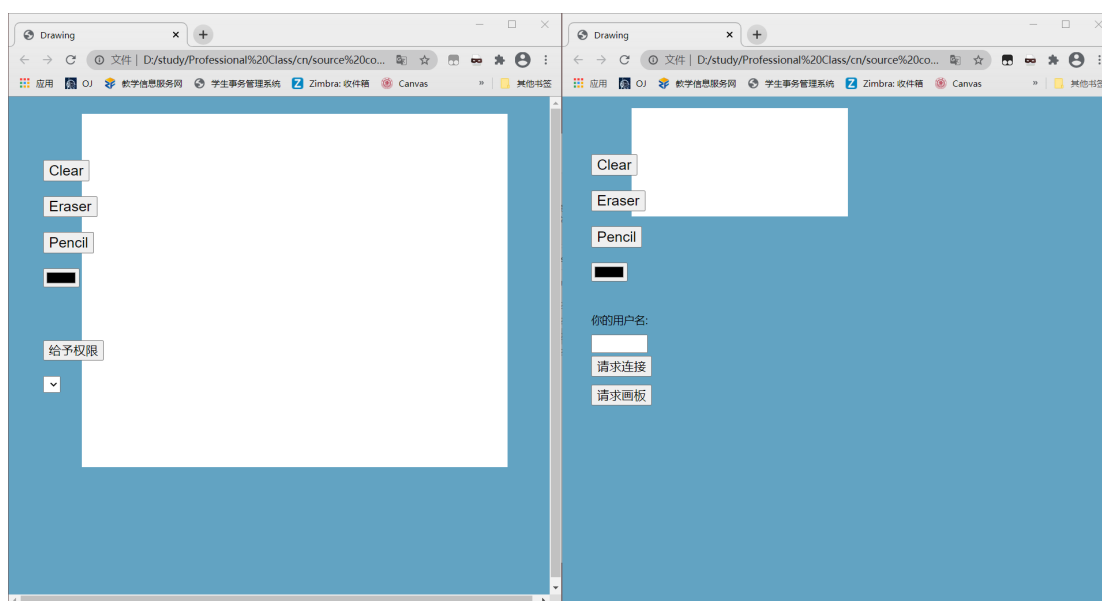 Drawing
文件 | D:/study/Professional%20Class/cn/source%20co...
应用 OJ 教学信息服务网 学生事务管理系统 Zimbra: 收件箱 Canvas » 其他书签
Clear
Eraser
Pencil
给予权限
Drawing
文件 | D:/study/Professional%20Class/cn/source%20co...
应用 OJ 教学信息服务网 学生事务管理系统 Zimbra: 收件箱 Canvas » 其他书签
Clear
Eraser
Pencil
你的用户名:
请求连接
请求画板